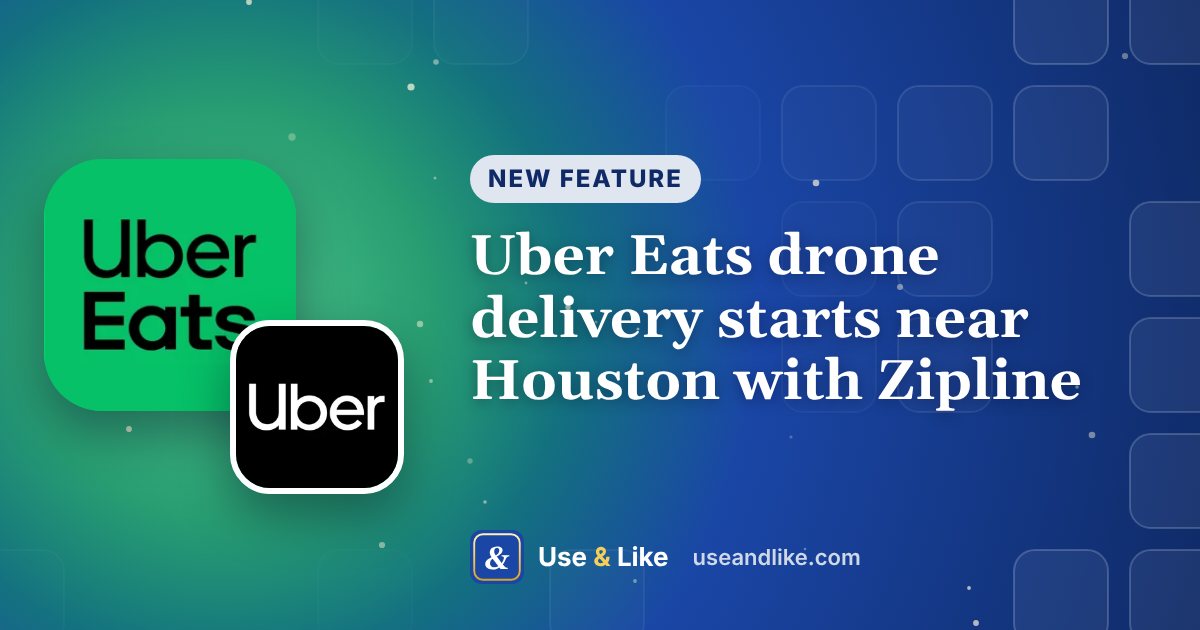 Uber
Eats
Uber
NEW FEATURE
Uber Eats drone
delivery starts near
Houston with Zipline
&
Use & Like
useandlike.com